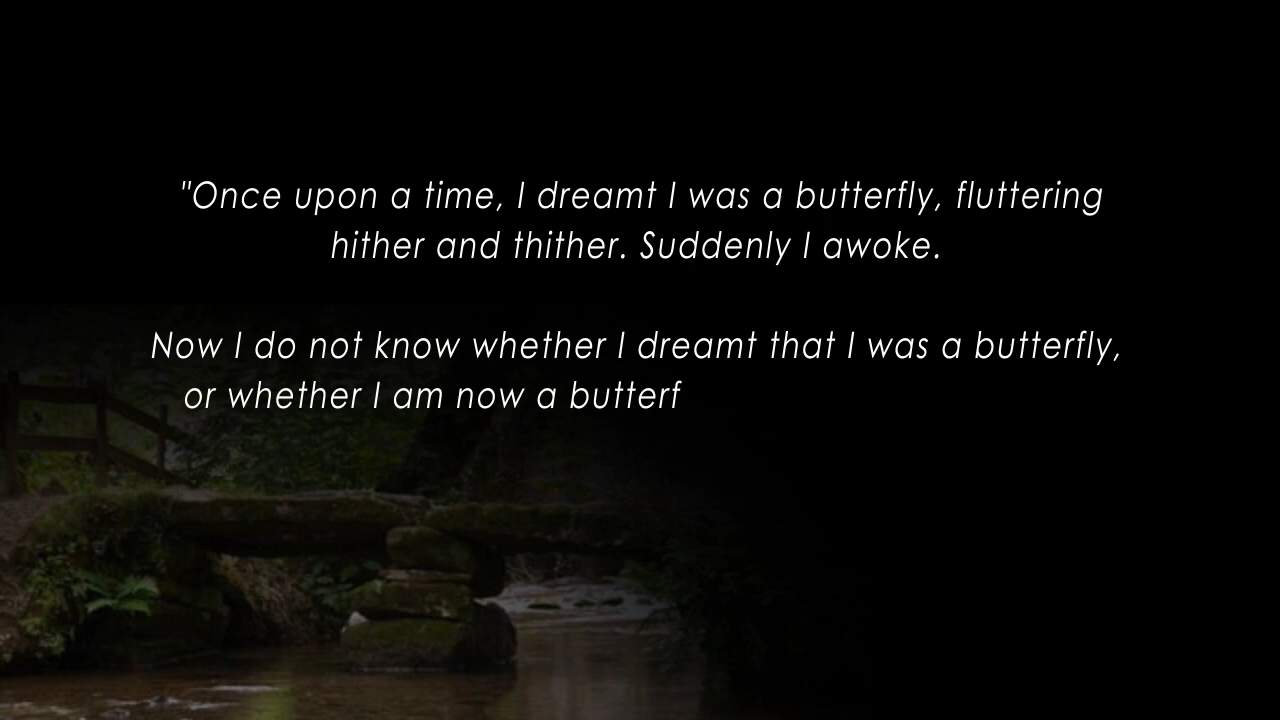 "Once upon a time, I dreamt I was a butterfly, fluttering
hither and thither. Suddenly I awoke.
Now I do not know whether I dreamt that I was a butterfly,
or whether I am now a butterf